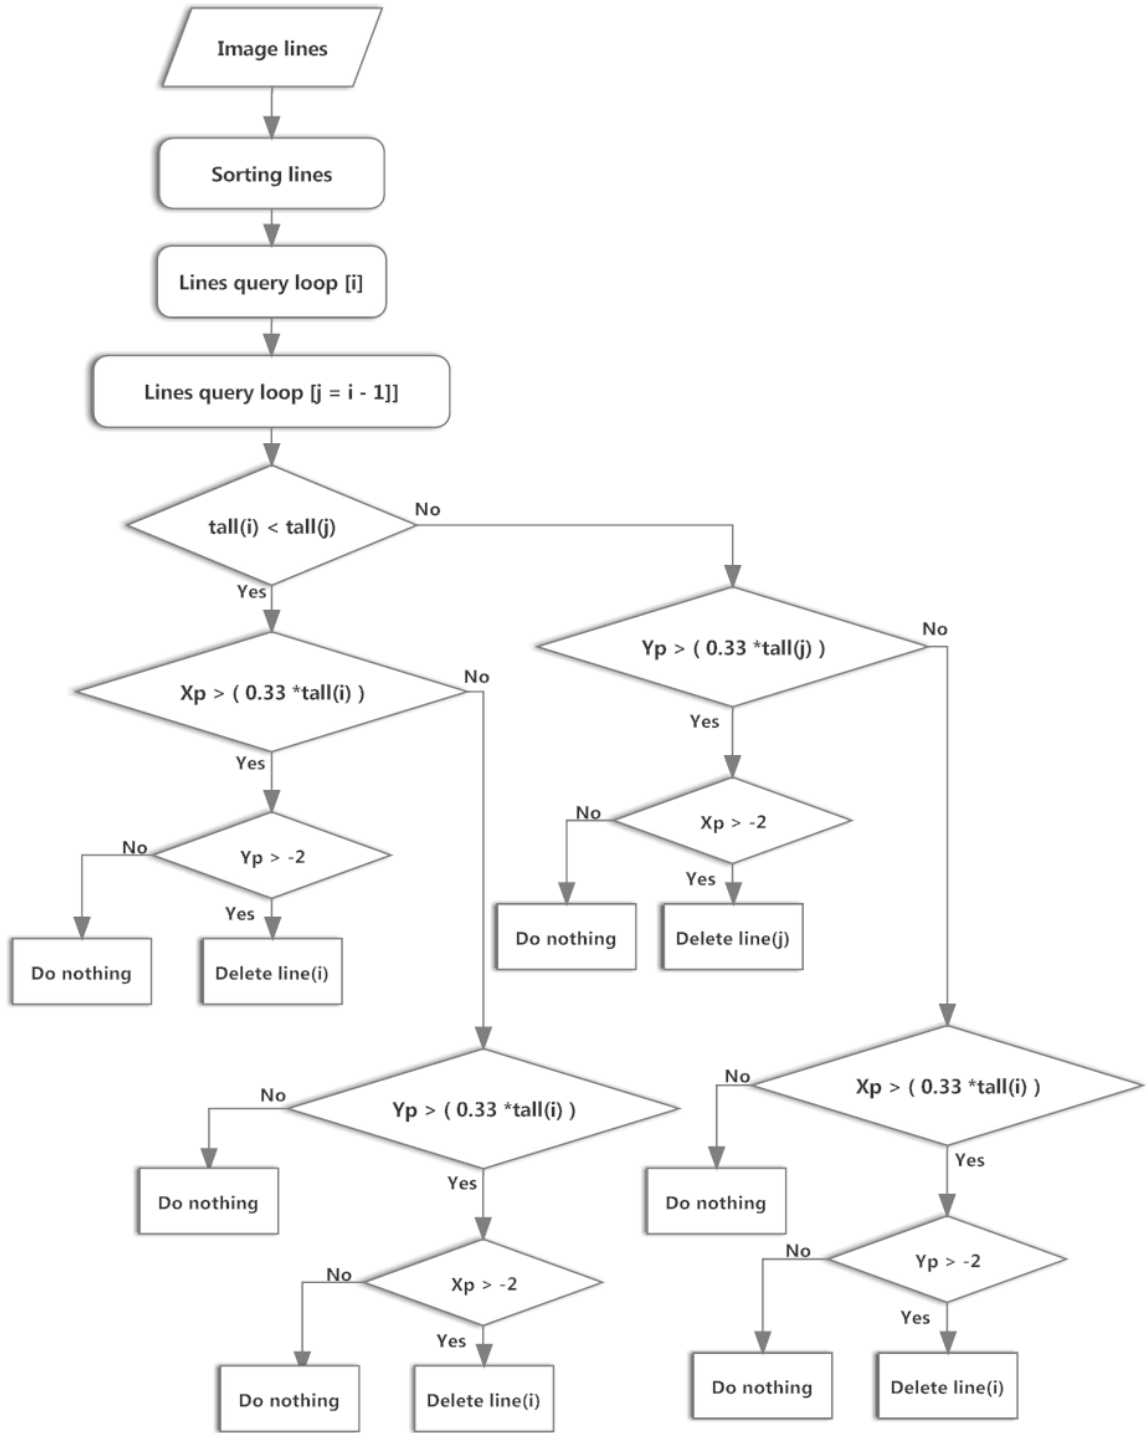 Image lines
Sorting lines
Lines query loop [i]
Lines query loop [j = i - 1]]
tall(i) < tall(j)
No
Yes
Xp > ( 0.33 *tall(i) )
No
Yes
Yp > -2
No
Yes
Do nothing
Delete line(i)
Yp > ( 0.33 *tall(i) )
No
Yes
Do nothing
Xp > -2
No
Yes
Do nothing
Delete line(i)
Yp > ( 0.33 *tall(j) )
No
Yes
Xp > -2
No
Yes
Do nothing
Delete line(j)
Xp > ( 0.33 *tall(i) )
No
Yes
Do nothing
Yp > -2
No
Yes
Do nothing
Delete line(i)